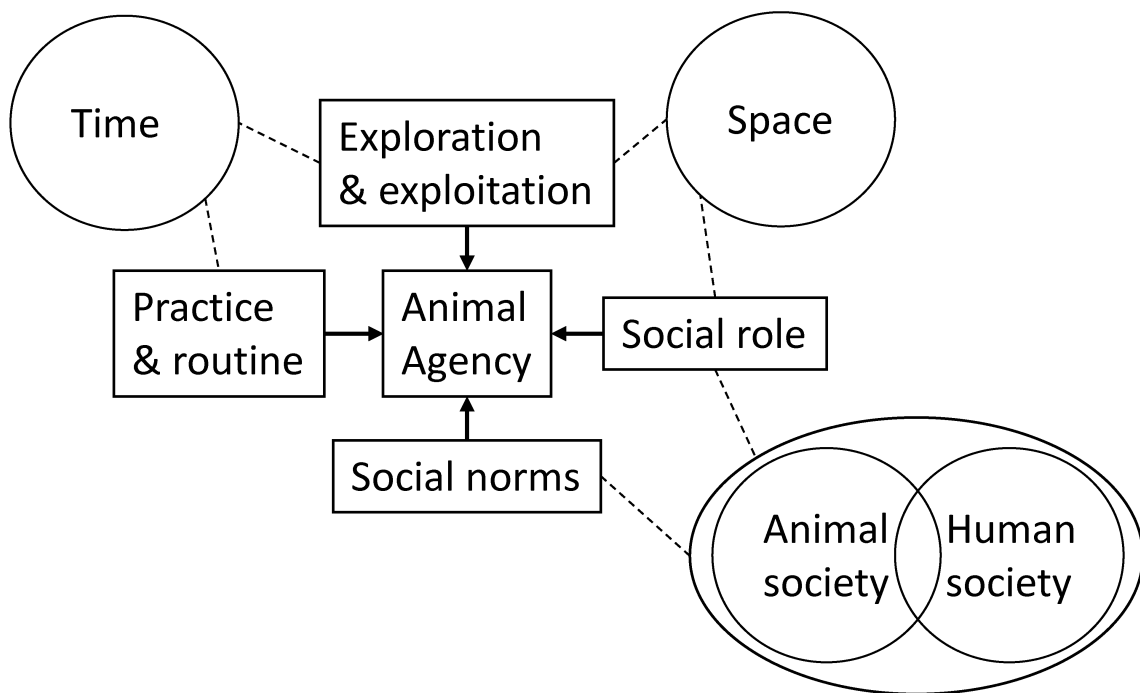 Time
Exploration
& exploitation
Space
Practice
& routine
Animal
Agency
Social role
Social norms
Animal
society
Human
society